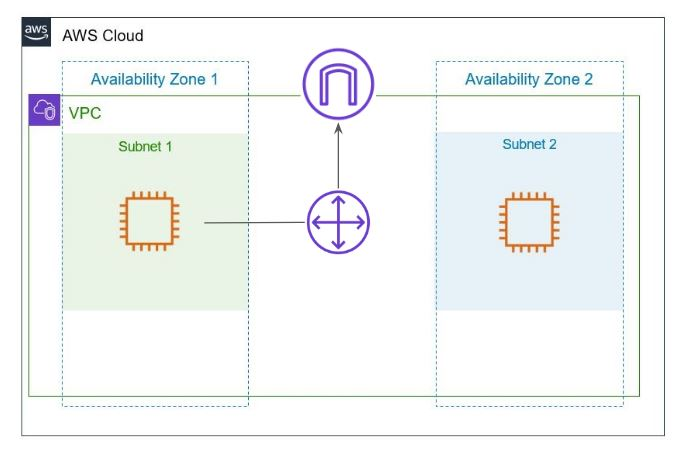 aws
AWS Cloud
Availability Zone 1
Availability Zone 2
VPC
Subnet 1
Subnet 2